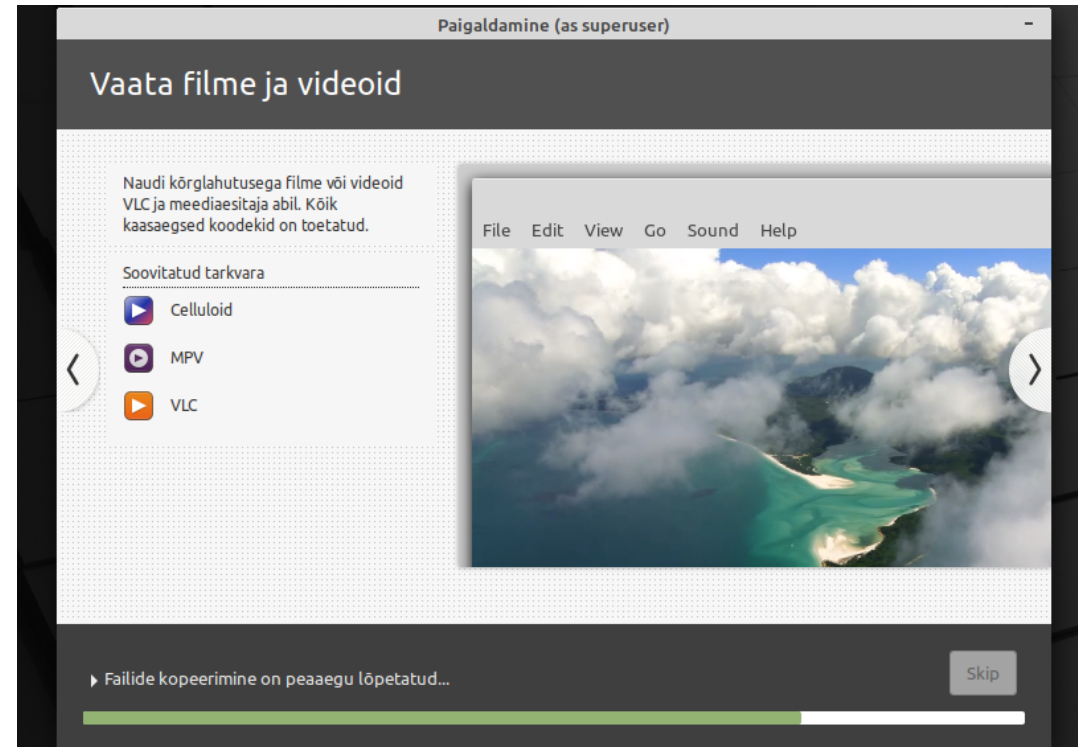 Paigaldamine (as superuser)
Vaata filme ja videoid
Naudi kõrglahutusega filme või videoid
VLC ja meediaesitaja abil. Kõik
kaasaegsed koodekid on toetatud.
Soovitatud tarkvara
Celluloid
MPV
VLC
File Edit View Go Sound Help
Failide kopeerimine on peaaegu lõpetatud...
Skip